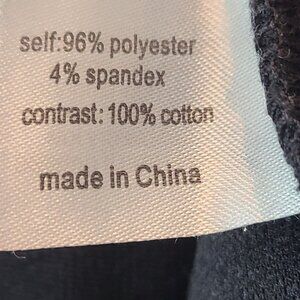 self:96% polyester
4% spandex
contrast:100% cotton
made in China